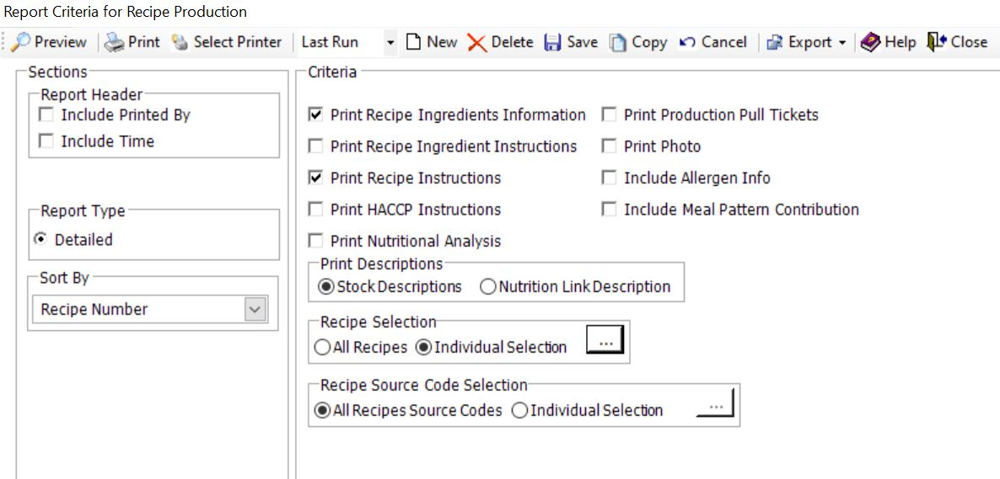 Report Criteria for Recipe Production
Preview Print Select Printer Last Run New Delete Save Copy Cancel Export Help Close
Sections
Report Header
Include Printed By
Include Time
Report Type
Detailed
Sort By
Recipe Number
Criteria
Print Recipe Ingredients Information Print Production Pull Tickets
Print Recipe Ingredient Instructions Print Photo
Print Recipe Instructions Include Allergen Info
Print HACCP Instructions Include Meal Pattern Contribution
Print Nutritional Analysis
Print Descriptions
Stock Descriptions Nutrition Link Description
Recipe Selection
All Recipes Individual Selection ...
Recipe Source Code Selection
All Recipes Source Codes Individual Selection ...